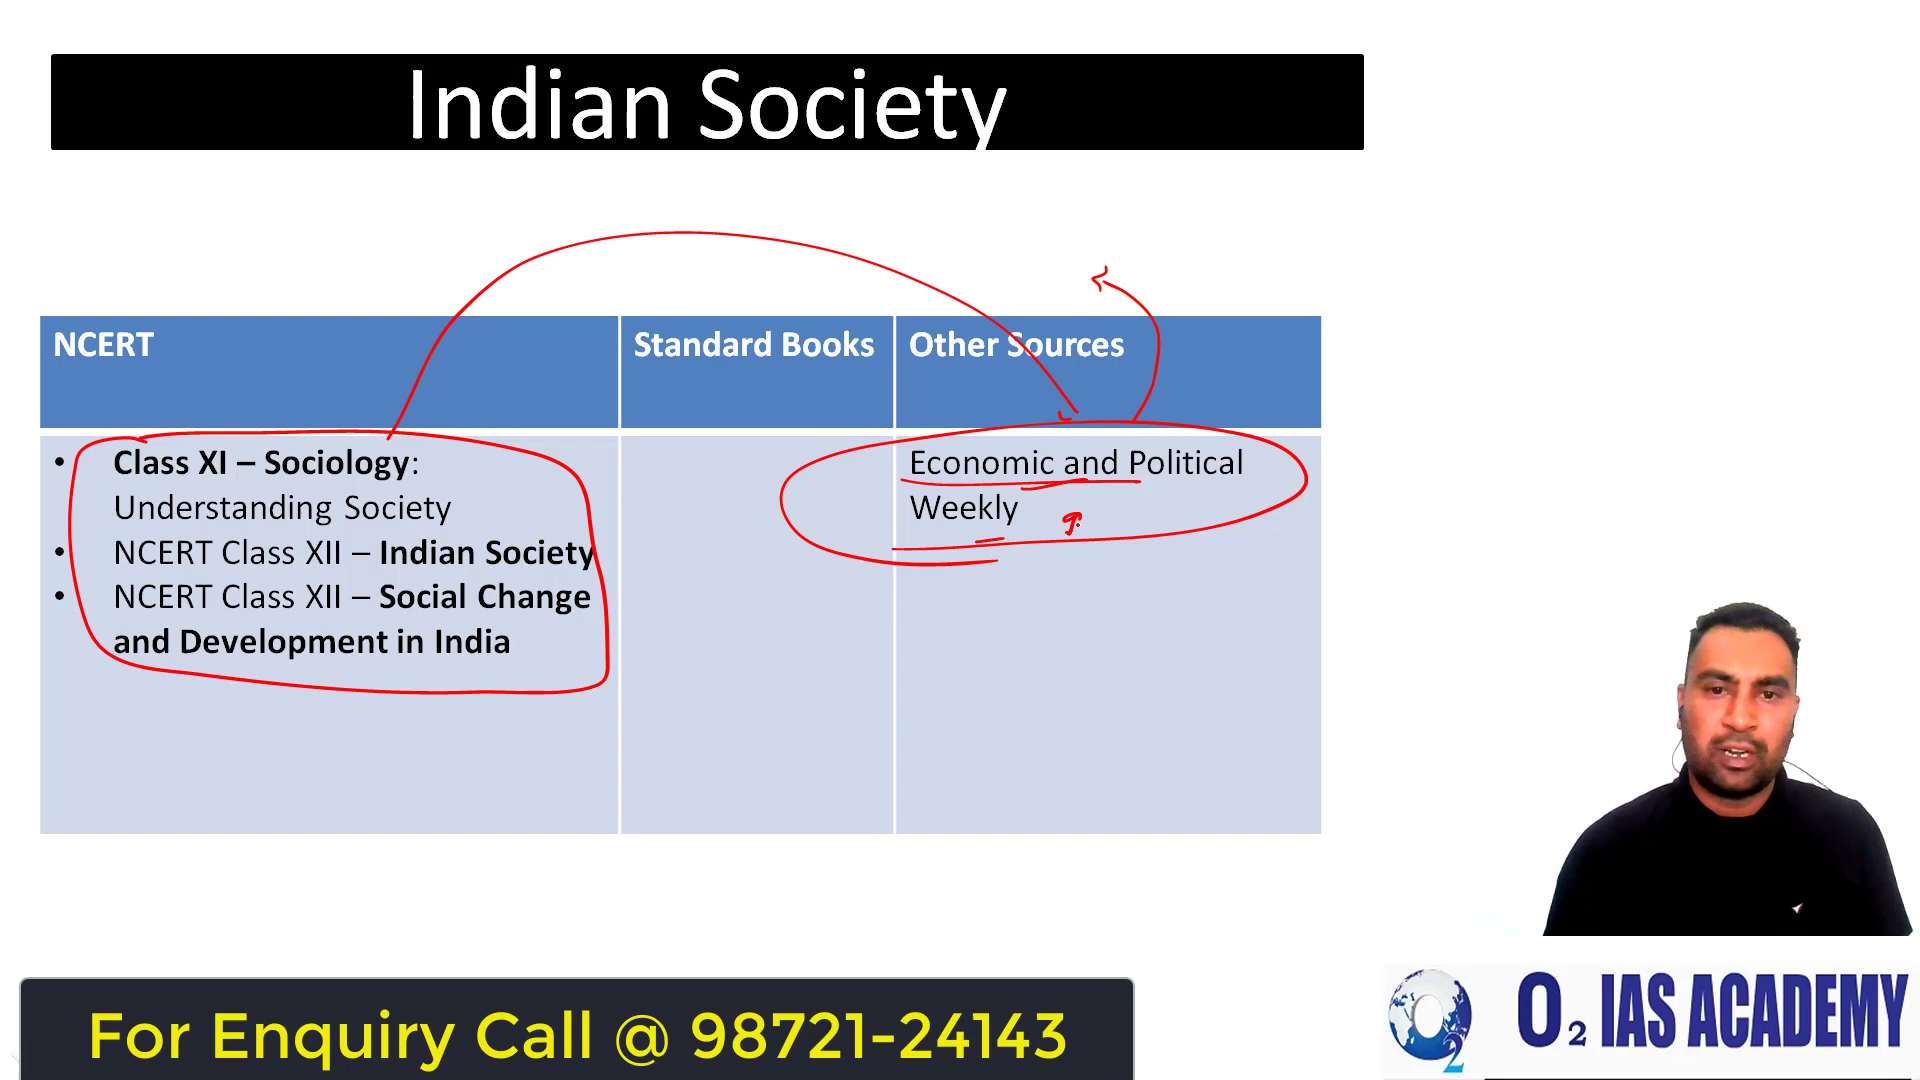 Indian Society
NCERT
Standard Books
Other Sources
• Class XI – Sociology:
Understanding Society
• NCERT Class XII – Indian Society
• NCERT Class XII – Social Change
and Development in India
Economic and Political
Weekly
For Enquiry Call @ 98721-24143
O2
O2 IAS ACADEMY